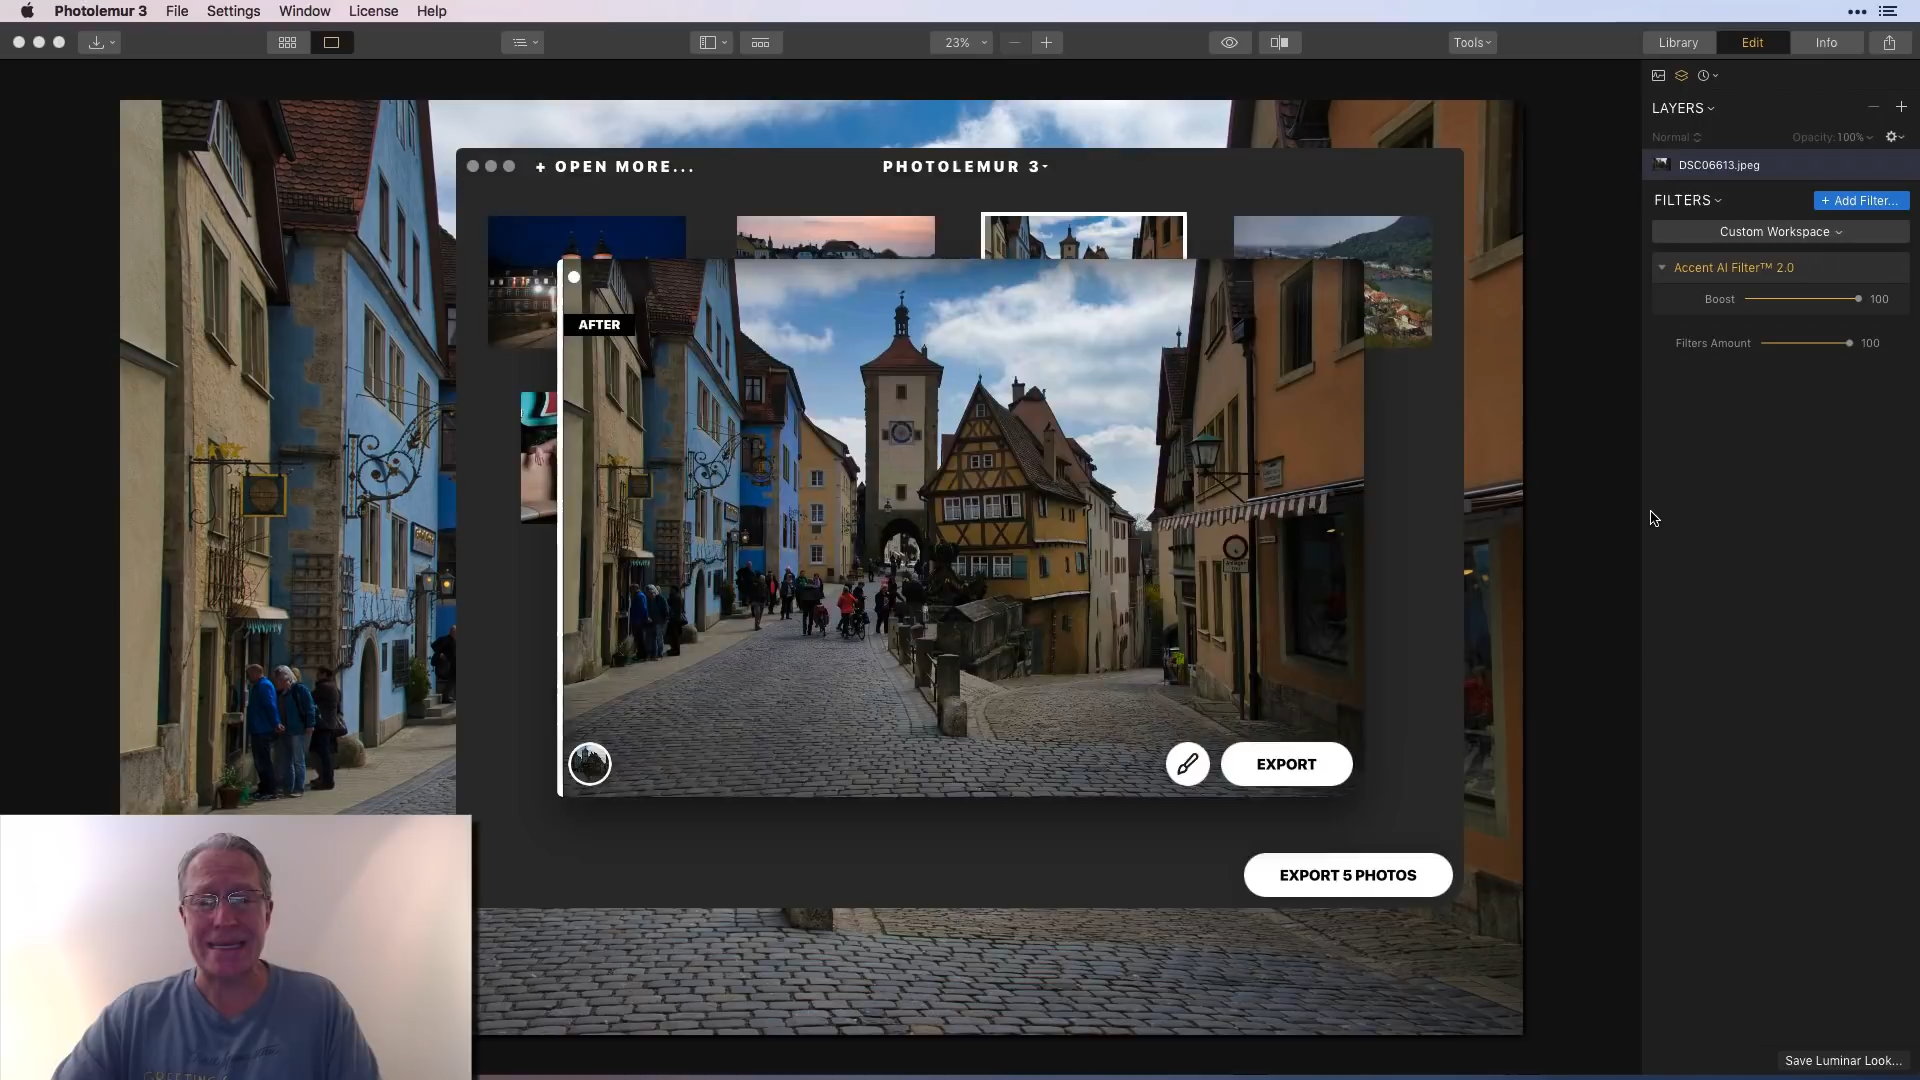 Photolemur 3 File Settings Window License Help
23%
Tools
Library Edit Info
LAYERS
Normal Opacity: 100%
DSC06613.jpeg
FILTERS + Add Filter...
Custom Workspace
Accent AI Filter™ 2.0
Boost 100
Filters Amount 100
+ OPEN MORE... PHOTOLEMUR 3
AFTER
EXPORT
EXPORT 5 PHOTOS
Save Luminar Look...